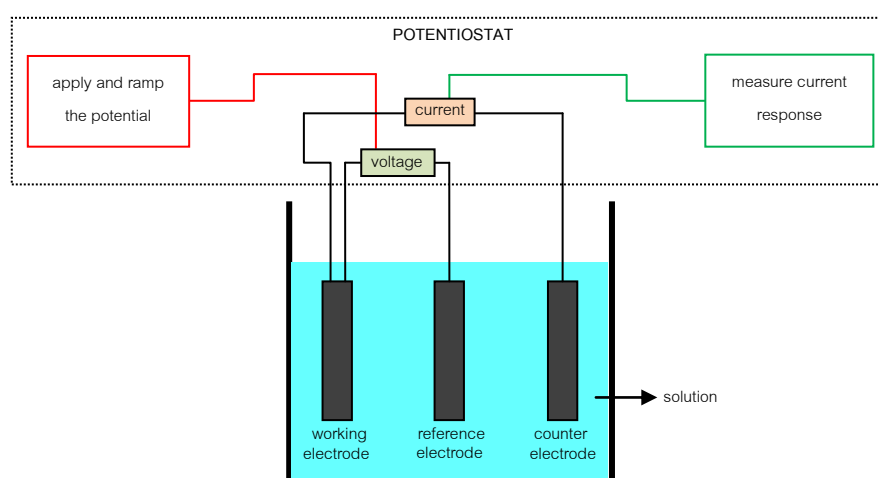 POTENTIOSTAT
apply and ramp
the potential
measure current
response
current
voltage
solution
working
electrode
reference
electrode
counter
electrode